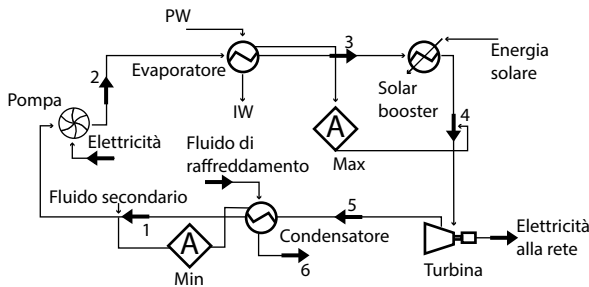 PW
3
Energia
solare
Evaporatore
2
IW
Solar
booster
Pompa
4
A
Elettricità
Fluido di
raffreddamento
Max
Fluido secondario
5
Elettricità
alla rete
1
A
Condensatore
6
Turbina
Min